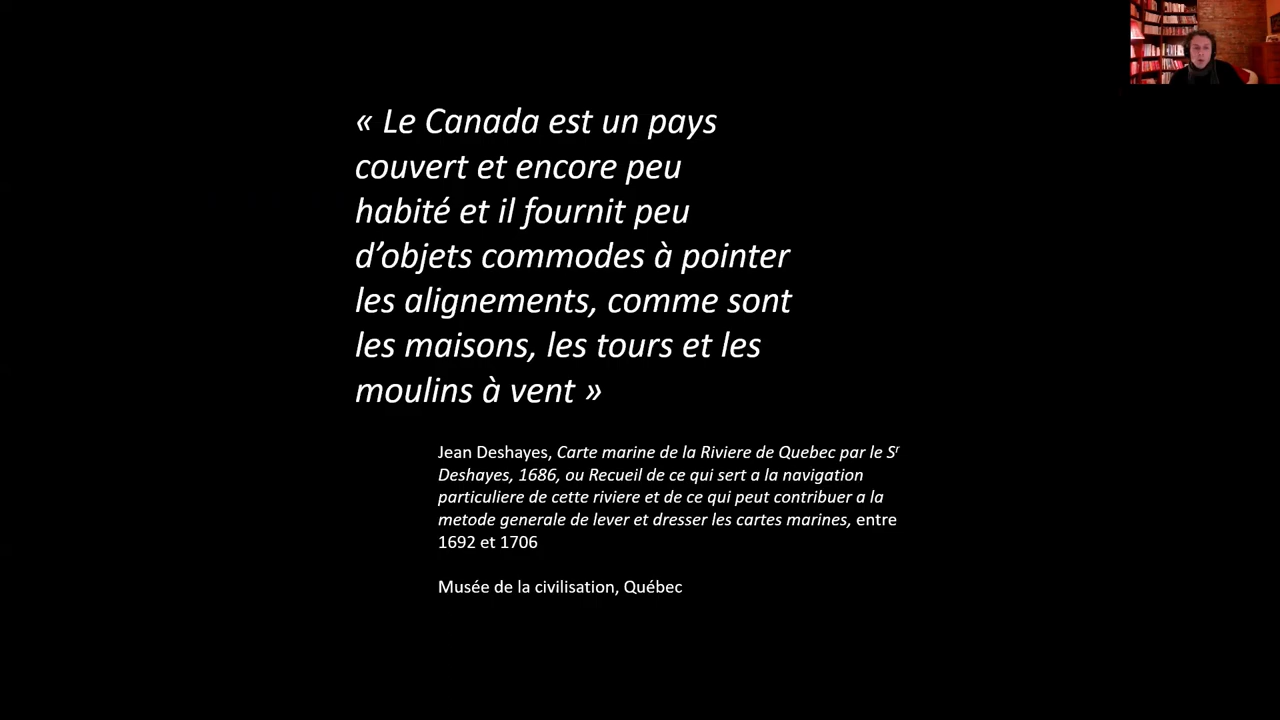 « Le Canada est un pays
couvert et encore peu
habité et il fournit peu
d’objets commodes à pointer
les alignements, comme sont
les maisons, les tours et les
moulins à vent »
Jean Deshayes, Carte marine de la Riviere de Quebec par le Sʳ
Deshayes, 1686, ou Recueil de ce qui sert a la navigation
particuliere de cette riviere et de ce qui peut contribuer a la
metode generale de lever et dresser les cartes marines, entre
1692 et 1706
Musée de la civilisation, Québec